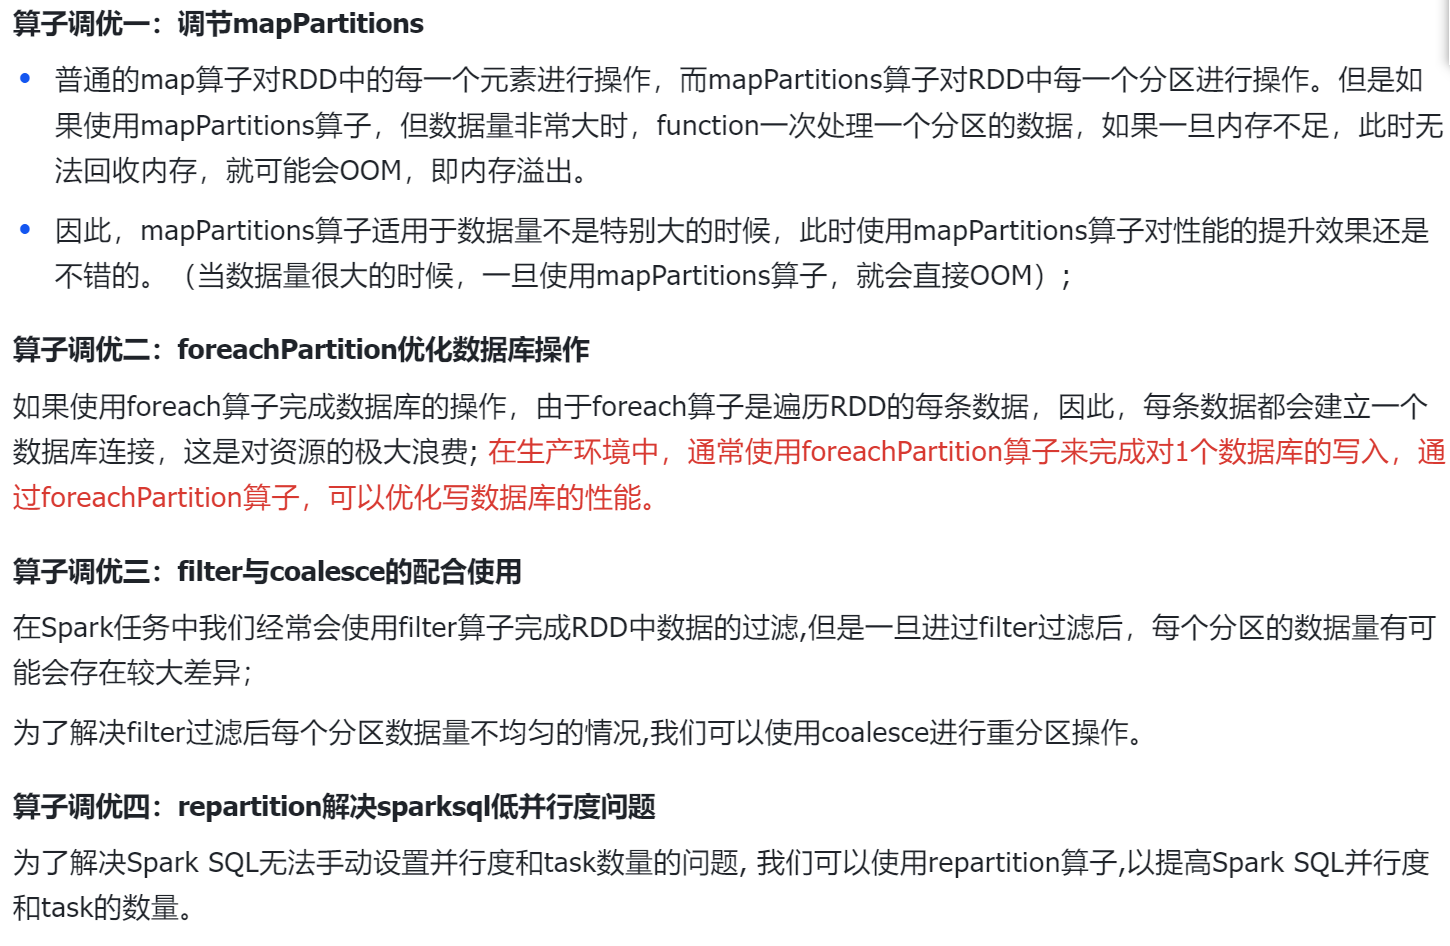 算子调优一：调节mapPartitions
普通的map算子对RDD中的每一个元素进行操作，而mapPartitions算子对RDD中每一个分区进行操作。但是如
果使用mapPartitions算子，但数据量非常大时，function一次处理一个分区的数据，如果一旦内存不足，此时无
法回收内存，就可能会OOM，即内存溢出。
因此，mapPartitions算子适用于数据量不是特别大的时候，此时使用mapPartitions算子对性能的提升效果还是
不错的。（当数据量很大的时候，一旦使用mapPartitions算子，就会直接OOM）;
算子调优二：foreachPartition优化数据库操作
如果使用foreach算子完成数据库的操作，由于foreach算子是遍历RDD的每条数据，因此，每条数据都会建立一个
数据库连接，这是对资源的极大浪费; 在生产环境中，通常使用foreachPartition算子来完成对1个数据库的写入，通
过foreachPartition算子，可以优化写数据库的性能。
算子调优三：filter与coalesce的配合使用
在Spark任务中我们经常会使用filter算子完成RDD中数据的过滤,但是一旦进过filter过滤后，每个分区的数据量有可
能会存在较大差异；
为了解决filter过滤后每个分区数据量不均匀的情况,我们可以使用coalesce进行重分区操作。
算子调优四：repartition解决sparksql低并行度问题
为了解决Spark SQL无法手动设置并行度和task数量的问题, 我们可以使用repartition算子,以提高Spark SQL并行度
和task的数量。